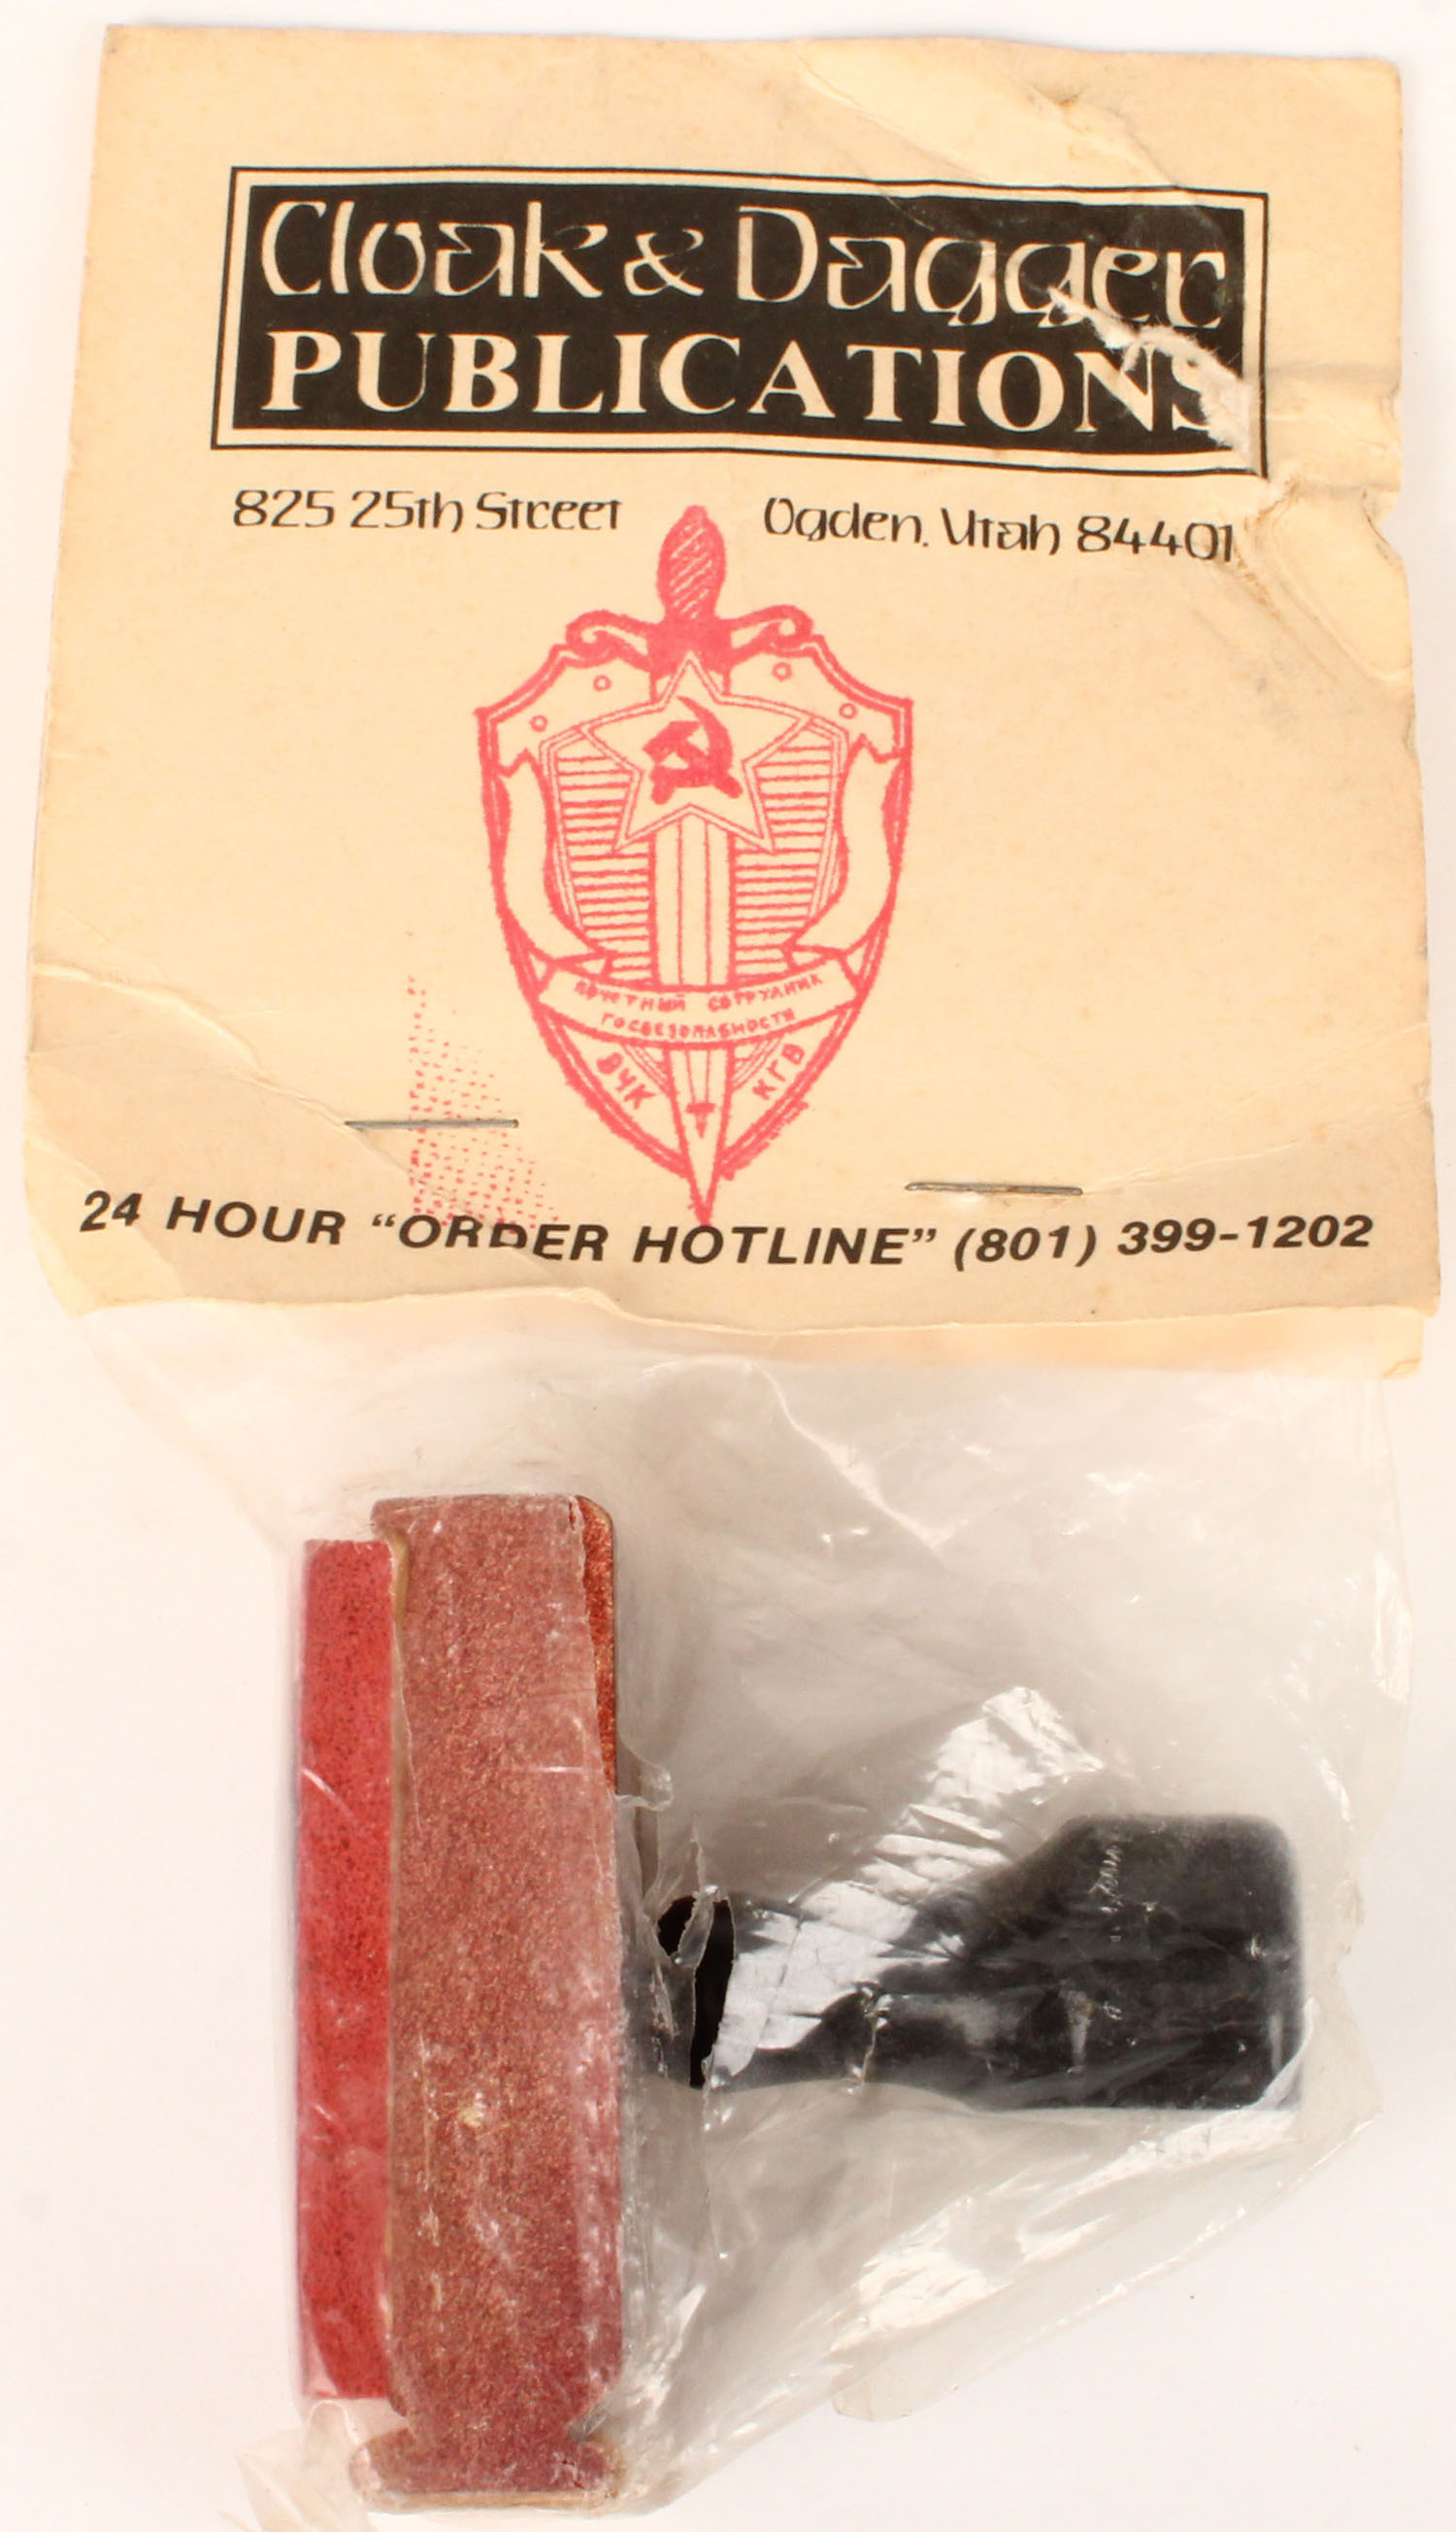 Cloak & Dagger
PUBLICATIONS
825 25th Street Ogden, Utah 84401
ПОЧЕТНЫЙ СОТРУДНИК
ГОСБЕЗОПАСНОСТИ
ВЧК КГБ
24 HOUR “ORDER HOTLINE” (801) 399-1202